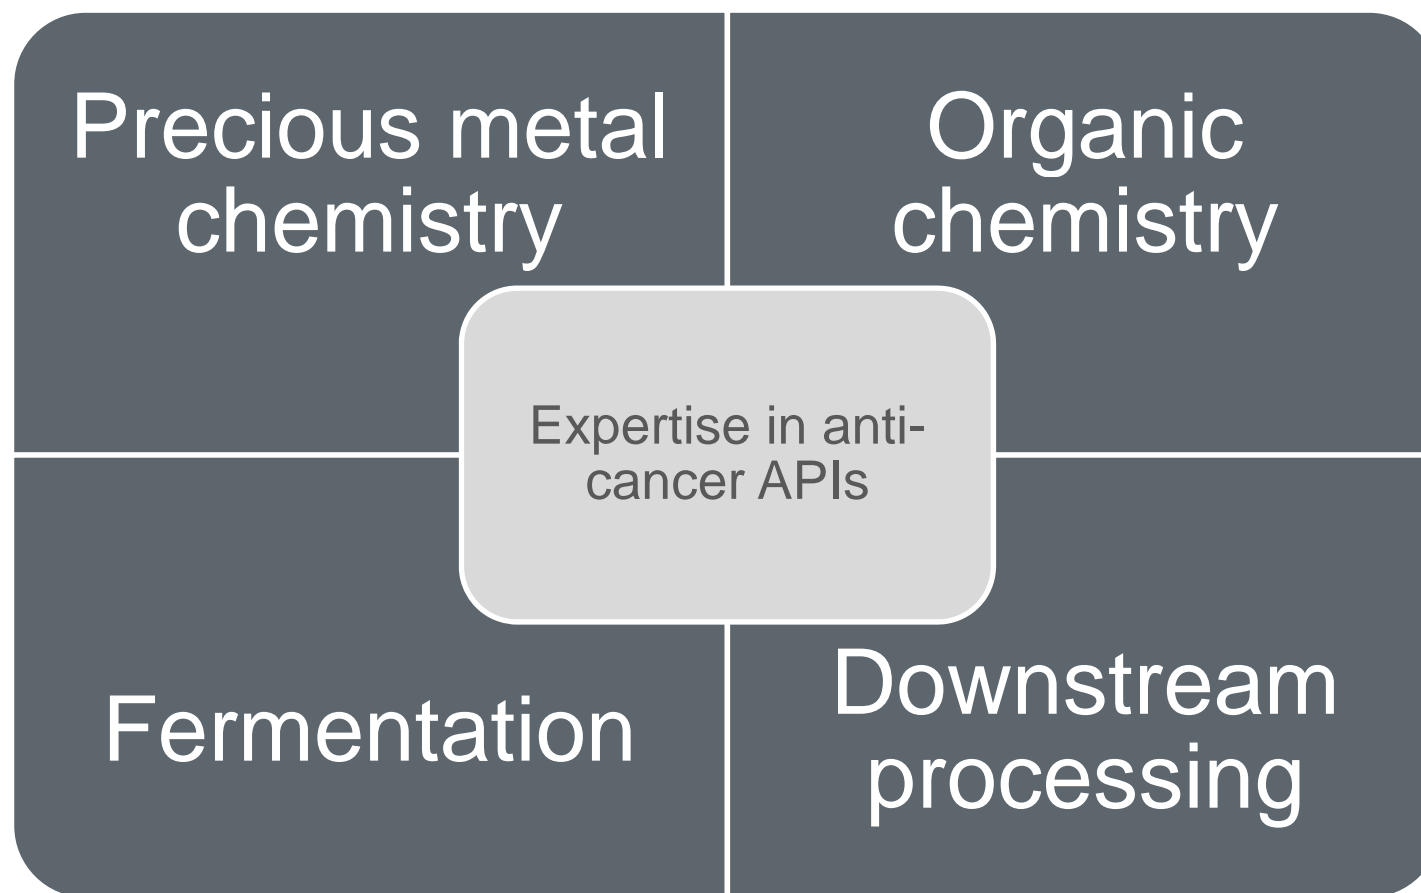 Precious metal
chemistry
Organic
chemistry
Expertise in anti-
cancer APIs
Fermentation
Downstream
processing